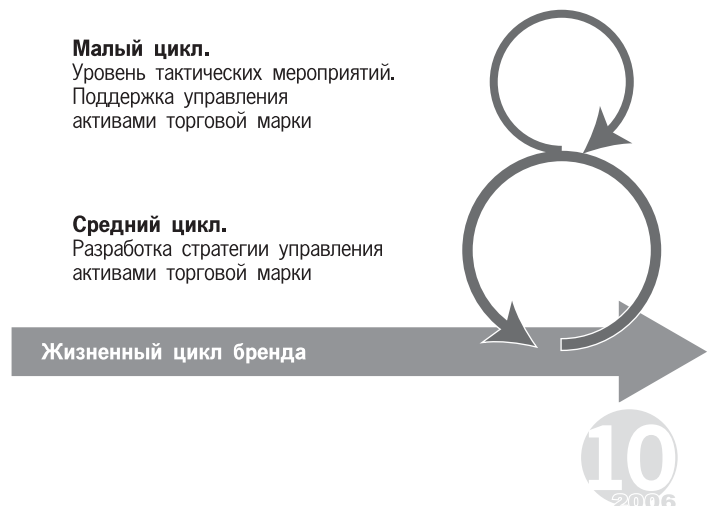 Малый цикл.
Уровень тактических мероприятий.
Поддержка управления
активами торговой марки
Средний цикл.
Разработка стратегии управления
активами торговой марки
Жизненный цикл бренда
10
2006